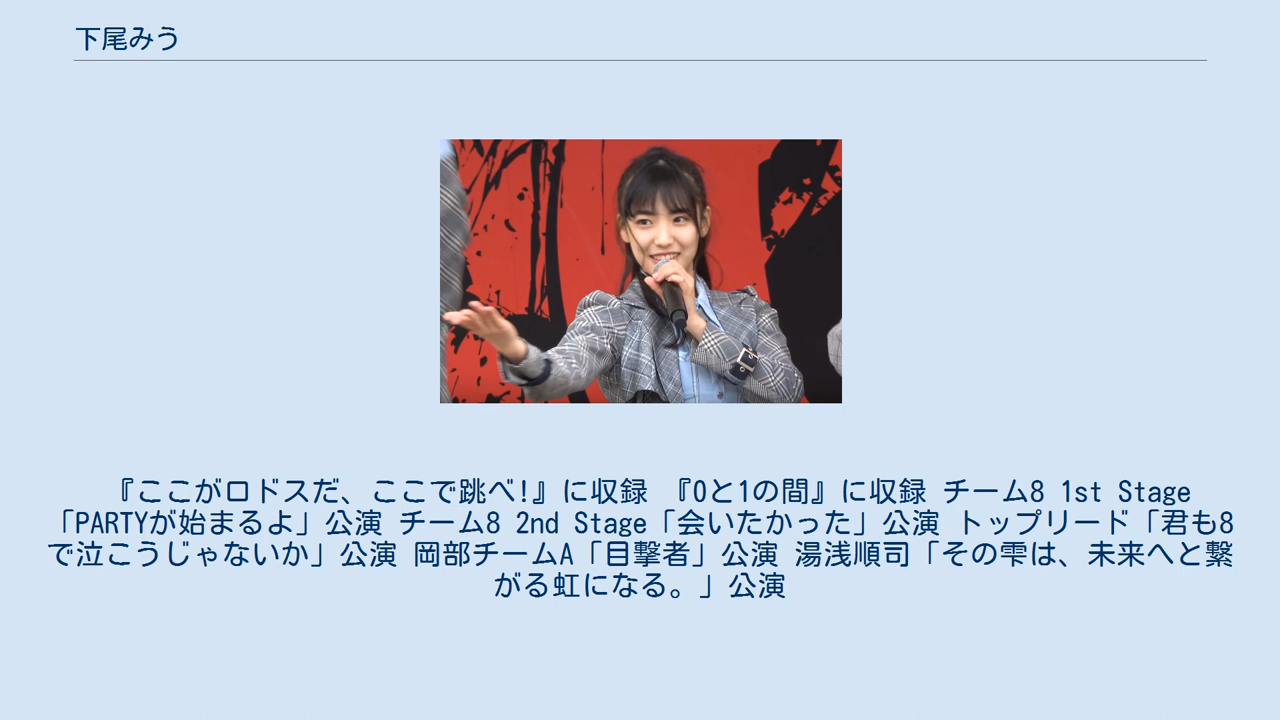 下尾みう
『ここがロドスだ、ここで跳べ!』に収録 『0と1の間』に収録 チーム8 1st Stage
「PARTYが始まるよ」公演 チーム8 2nd Stage「会いたかった」公演 トップリード「君も8
で泣こうじゃないか」公演 岡部チームA「目撃者」公演 湯浅順司「その雫は、未来へと繋
がる虹になる。」公演